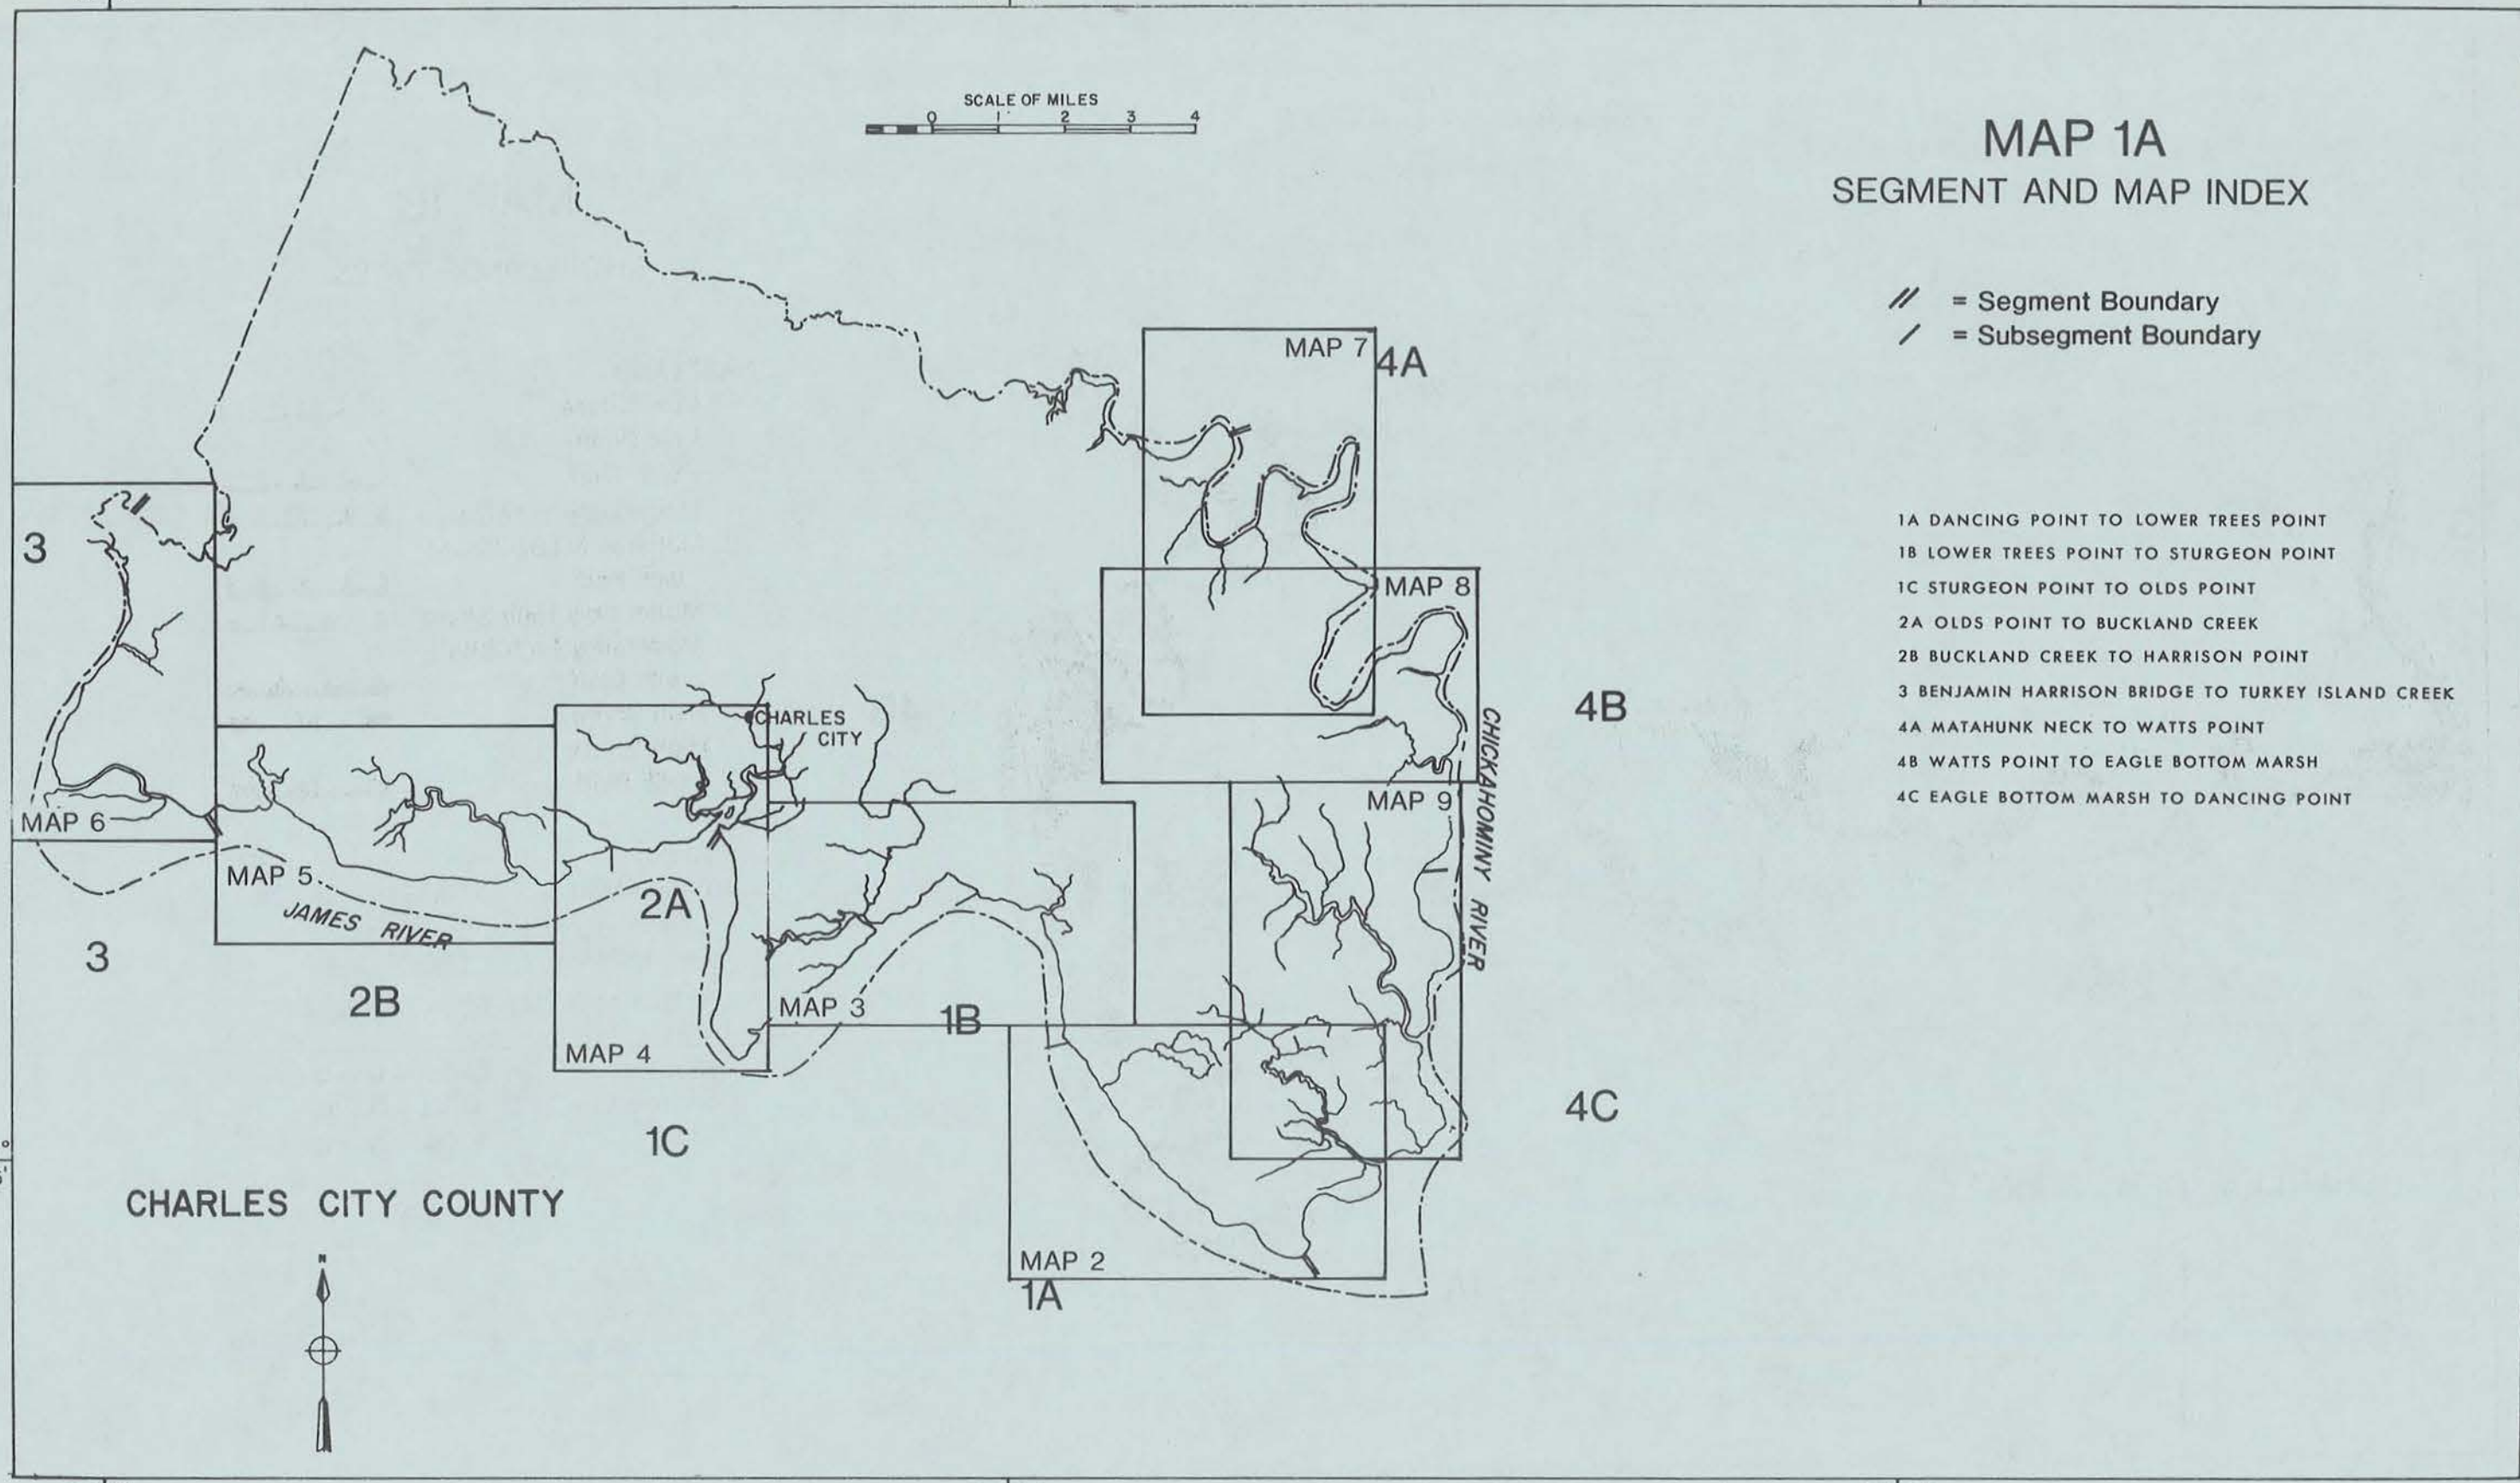 SCALE OF MILES
0 1 2 3 4
MAP 1A
SEGMENT AND MAP INDEX
// = Segment Boundary
/ = Subsegment Boundary
MAP 7
4A
3
1A DANCING POINT TO LOWER TREES POINT
1B LOWER TREES POINT TO STURGEON POINT
1C STURGEON POINT TO OLDS POINT
2A OLDS POINT TO BUCKLAND CREEK
2B BUCKLAND CREEK TO HARRISON POINT
3 BENJAMIN HARRISON BRIDGE TO TURKEY ISLAND CREEK
4A MATAHUNK NECK TO WATTS POINT
4B WATTS POINT TO EAGLE BOTTOM MARSH
4C EAGLE BOTTOM MARSH TO DANCING POINT
MAP 8
4B
CHARLES
CITY
CHICKAHOMINY RIVER
MAP 9
MAP 6
MAP 5
2A
JAMES RIVER
3
2B
MAP 3
1B
MAP 4
4C
1C
CHARLES CITY COUNTY
N
MAP 2
1A